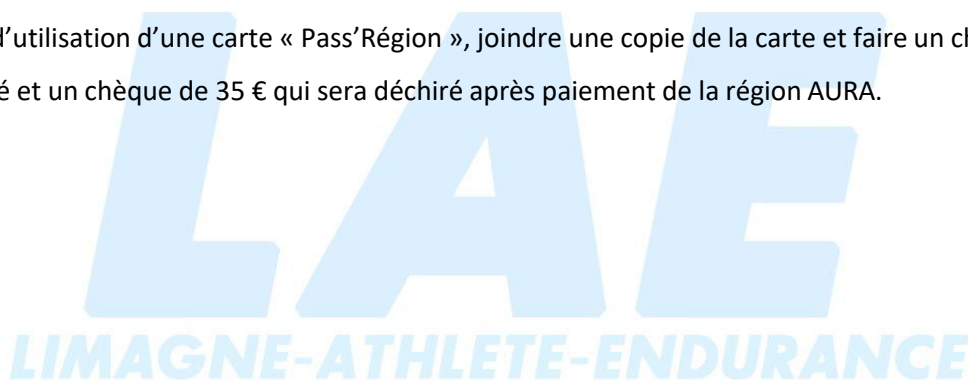 d’utilisation d’une carte « Pass’Région », joindre une copie de la carte et faire un
é et un chèque de 35 € qui sera déchiré après paiement de la région AURA.
LAE
LIMAGNE-ATHLETE-ENDURANCE